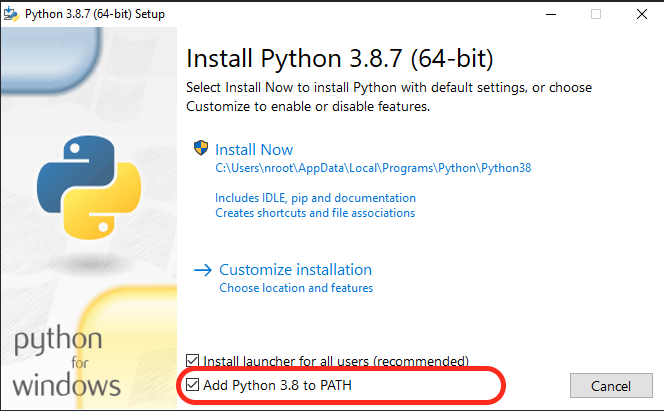 Python 3.8.7 (64-bit) Setup
Install Python 3.8.7 (64-bit)
Select Install Now to install Python with default settings, or choose
Customize to enable or disable features.
Install Now
C:\Users\nroot\AppData\Local\Programs\Python\Python38
Includes IDLE, pip and documentation
Creates shortcuts and file associations
Customize installation
Choose location and features
python
for
windows
Install launcher for all users (recommended)
Add Python 3.8 to PATH
Cancel